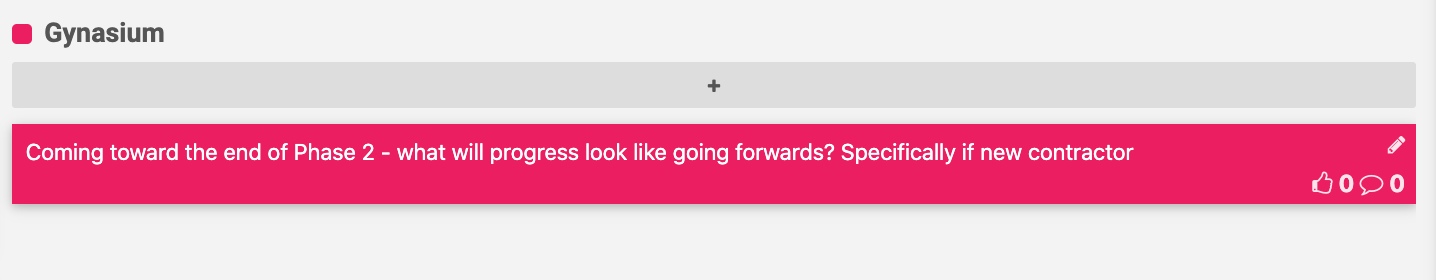 Gynasium
+
Coming toward the end of Phase 2 - what will progress look like going forwards? Specifically if new contractor
0 0